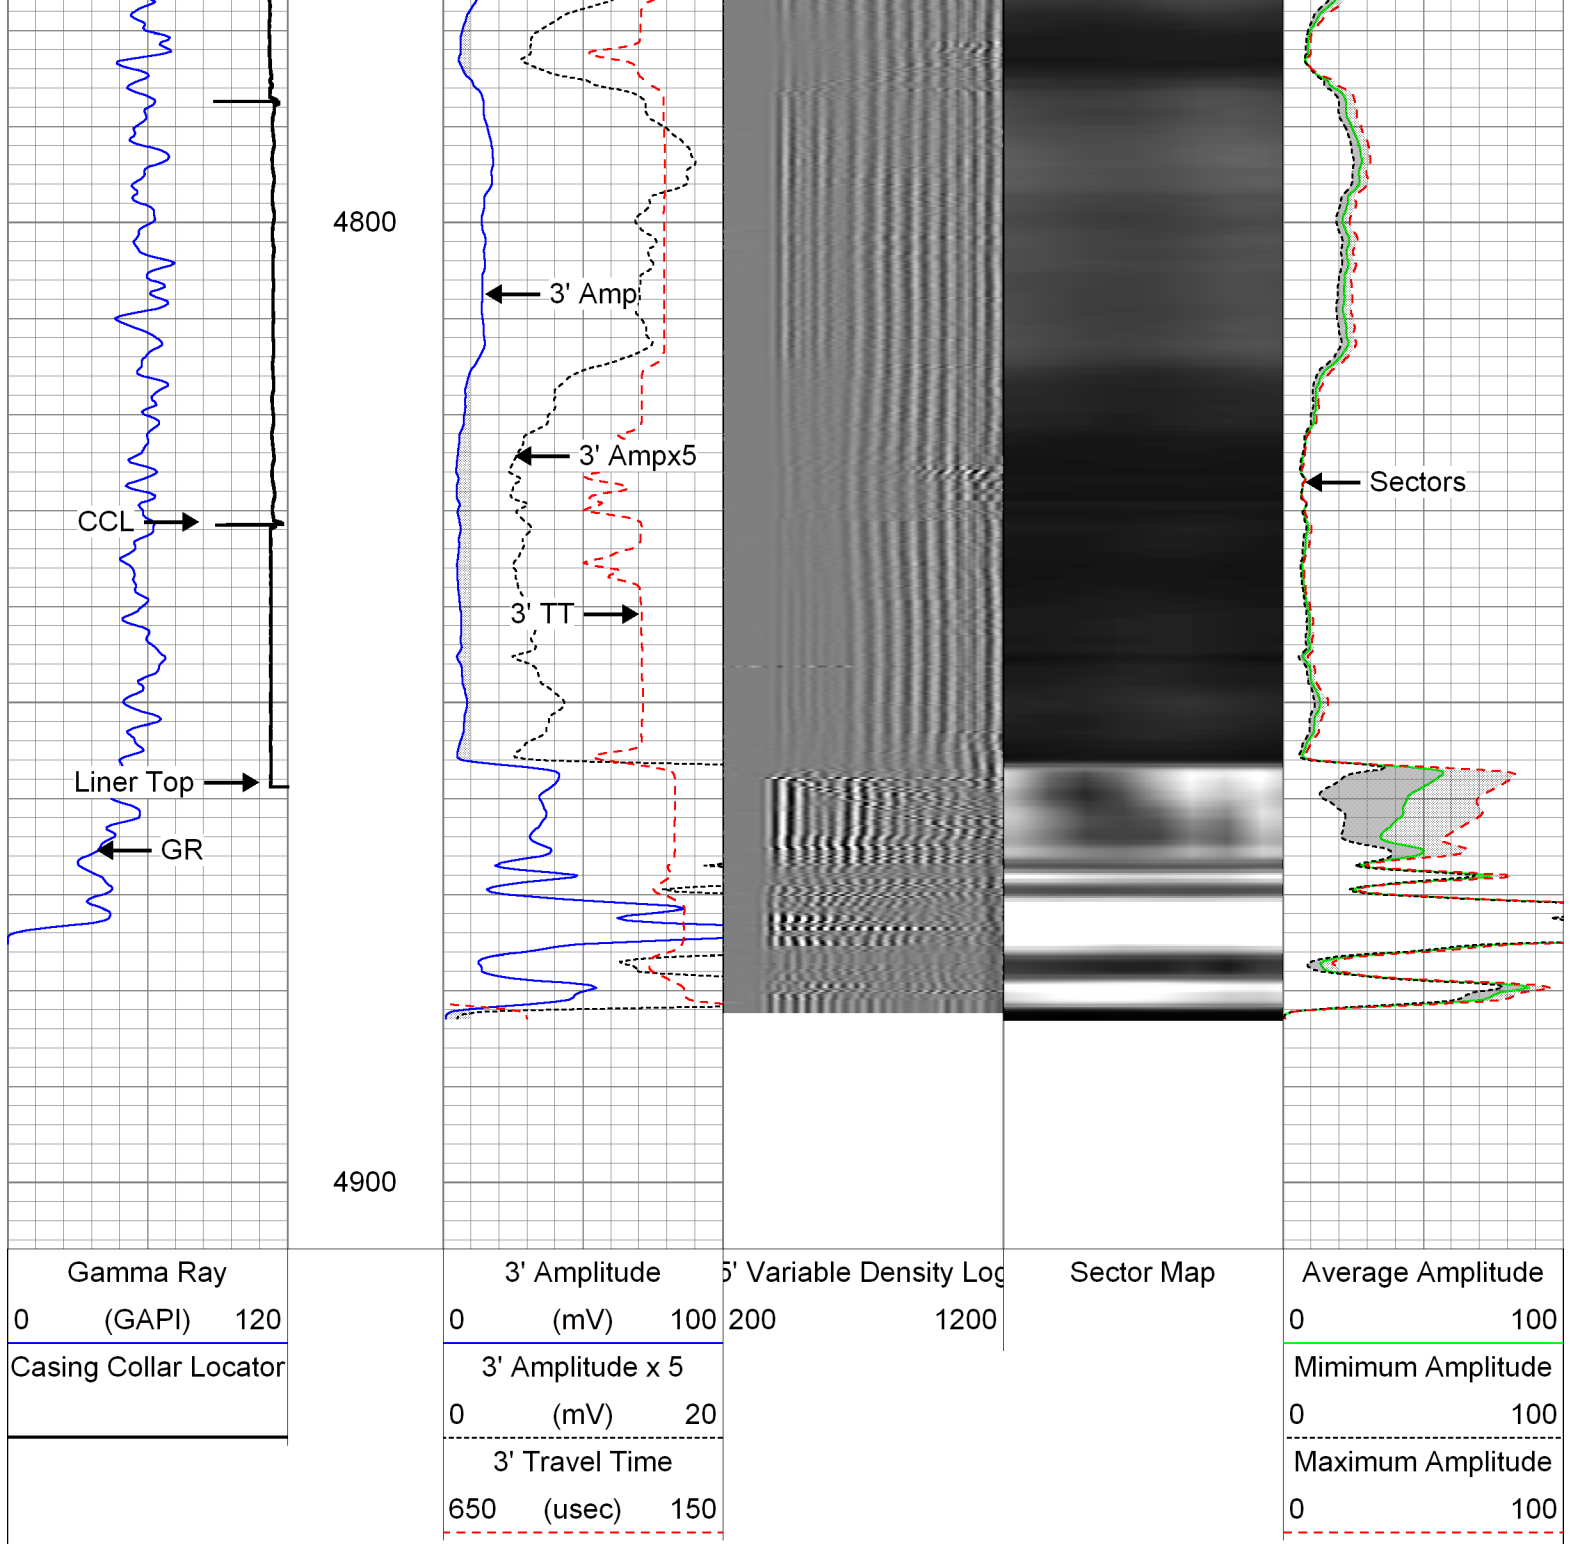 4800
3' Amp
3' Ampx5
Sectors
CCL
3' TT
Liner Top
GR
4900
Gamma Ray
0 (GAPI) 120
Casing Collar Locator
3' Amplitude
0 (mV) 100
3' Amplitude x 5
0 (mV) 20
3' Travel Time
650 (usec) 150
5' Variable Density Log
200 1200
Sector Map
Average Amplitude
0 100
Mimimum Amplitude
0 100
Maximum Amplitude
0 100